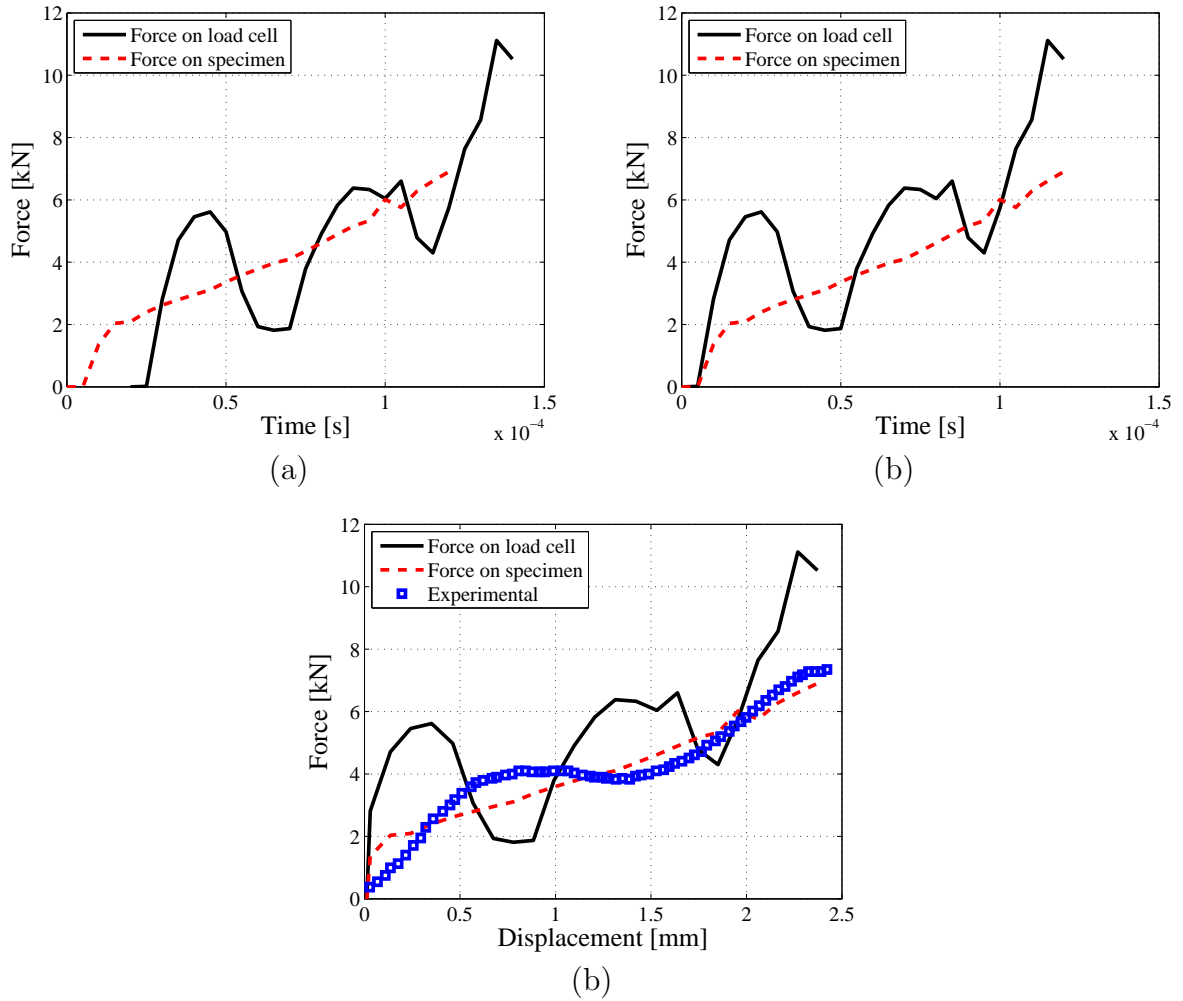 12
10
8
6
4
2
0
Force [kN]
Force on load cell
Force on specimen
0 0.5 1 1.5
Time [s]
x 10⁻⁴
(a)
12
10
8
6
4
2
0
Force [kN]
Force on load cell
Force on specimen
0 0.5 1 1.5
Time [s]
x 10⁻⁴
(b)
12
10
8
6
4
2
0
Force [kN]
Force on load cell
Force on specimen
Experimental
0 0.5 1 1.5 2 2.5
Displacement [mm]
(b)